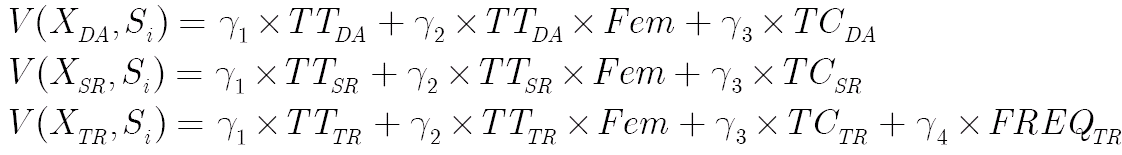 V(X_DA, S_i) = γ_1 × TT_DA + γ_2 × TT_DA × Fem + γ_3 × TC_DA
V(X_SR, S_i) = γ_1 × TT_SR + γ_2 × TT_SR × Fem + γ_3 × TC_SR
V(X_TR, S_i) = γ_1 × TT_TR + γ_2 × TT_TR × Fem + γ_3 × TC_TR + γ_4 × FREQ_TR